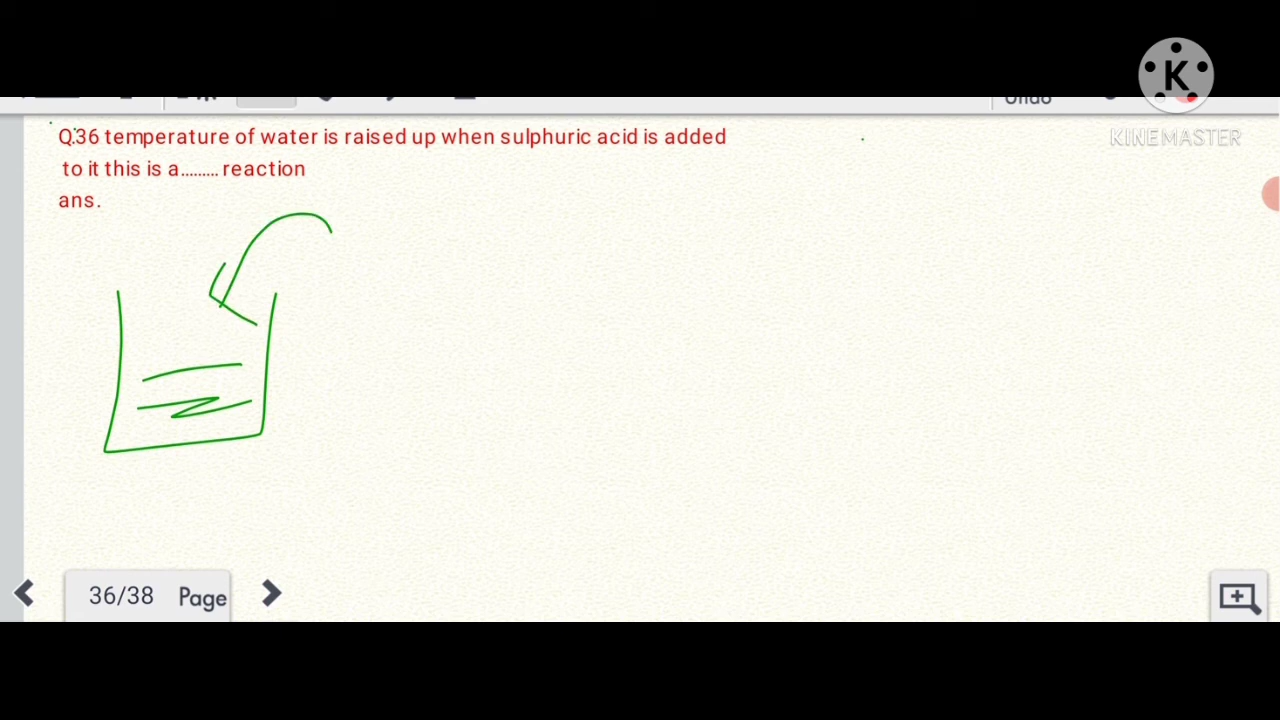 K
Undo
KINEMASTER
Q.36 temperature of water is raised up when sulphuric acid is added
to it this is a......... reaction
ans.
36/38 Page